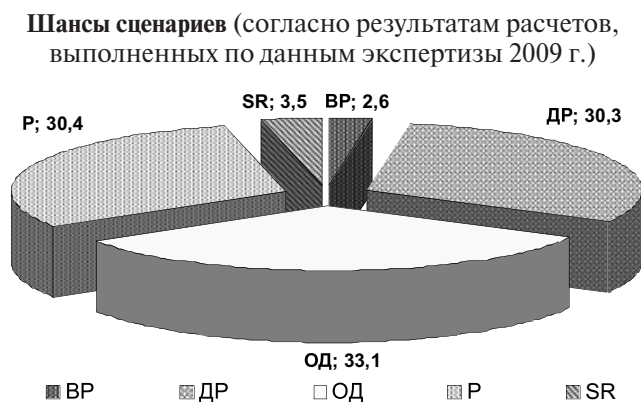 Шансы сценариев (согласно результатам расчетов,
выполненных по данным экспертизы 2009 г.)
SR; 3,5 ВР; 2,6
Р; 30,4
ДР; 30,3
ОД; 33,1
ВР ДР ОД Р SR